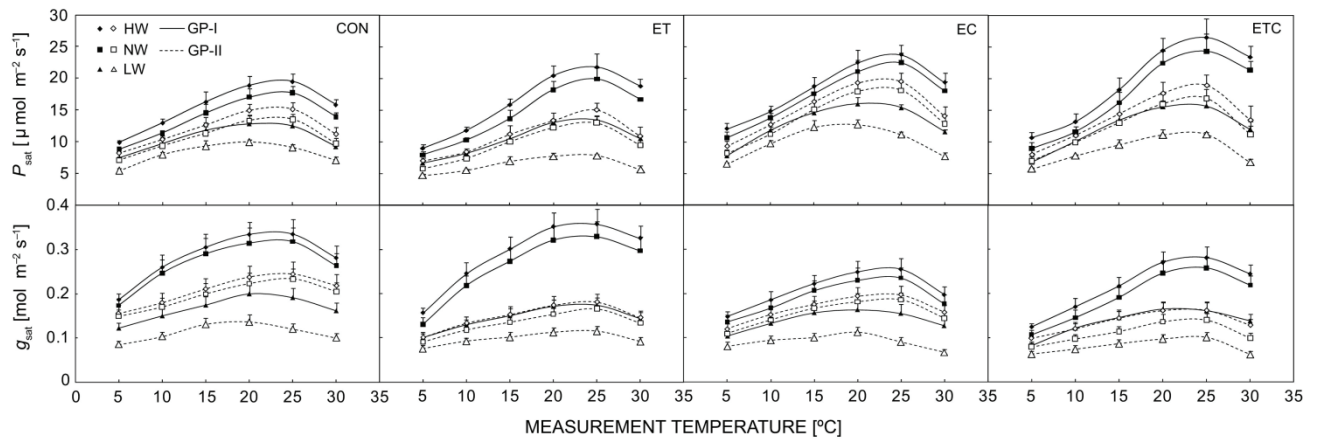 30
25
20
15
10
5
P_sat [µ mol m⁻² s⁻¹]
HW GP-I CON
NW GP-II
LW
ET
EC
ETC
0.4
0.3
0.2
0.1
0
g_sat [mol m⁻² s⁻¹]
0 5 10 15 20 25 30 35 5 10 15 20 25 30 35 5 10 15 20 25 30 35 5 10 15 20 25 30 35
MEASUREMENT TEMPERATURE [ºC]